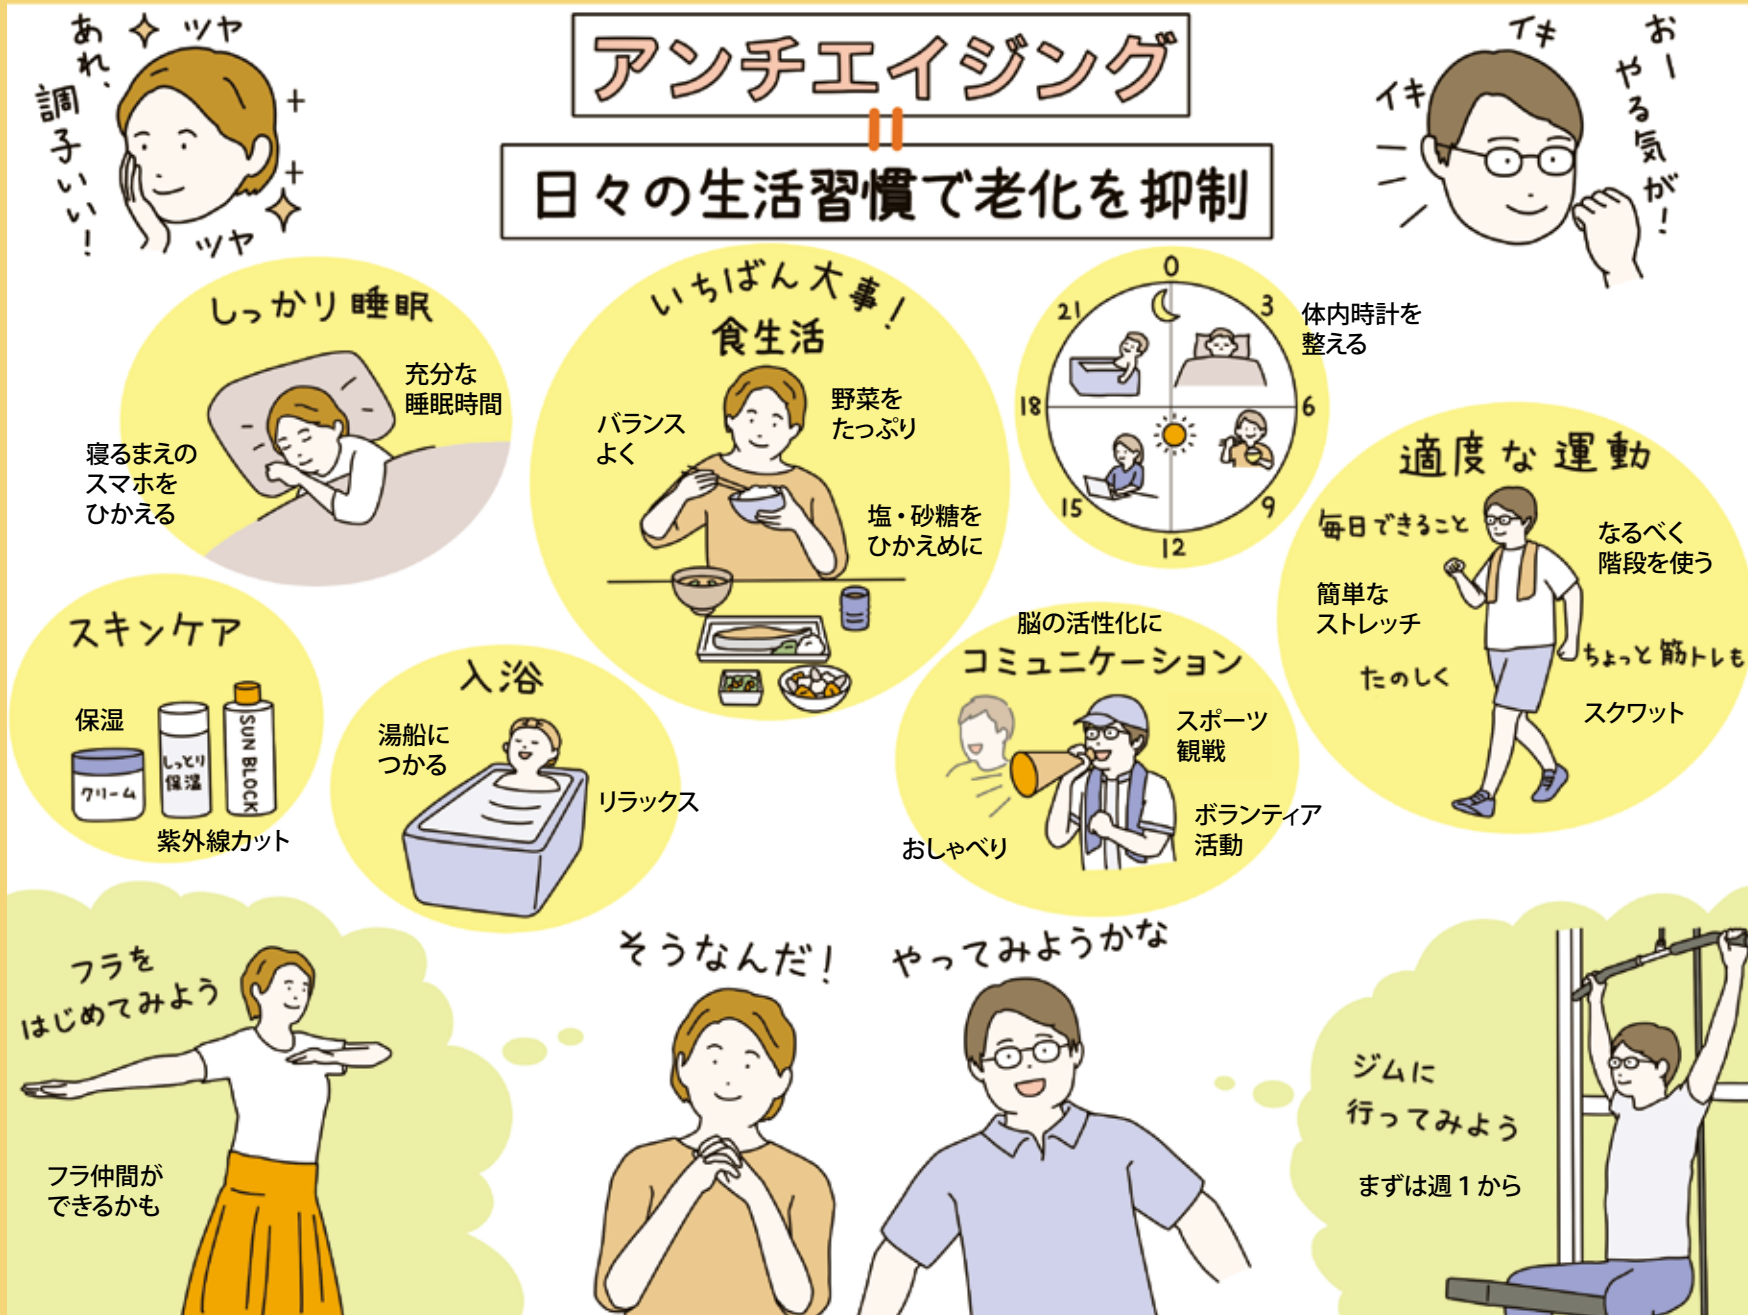 アンチエイジング
=
日々の生活習慣で老化を抑制
あれ、
調子いい!
ツヤ
ツヤ
イキ
イキ
おー
やる気が!
しっかり睡眠
充分な
睡眠時間
寝るまえの
スマホを
ひかえる
いちばん大事!
食生活
バランス
よく
野菜を
たっぷり
塩・砂糖を
ひかえめに
0
3
6
9
12
15
18
21
体内時計を
整える
適度な運動
毎日できること
なるべく
階段を使う
簡単な
ストレッチ
ちょっと筋トレも
たのしく
スクワット
スキンケア
保湿
クリーム
しっとり
保湿
SUN BLOCK
紫外線カット
入浴
湯船に
つかる
リラックス
脳の活性化に
コミュニケーション
スポーツ
観戦
ボランティア
活動
おしゃべり
フラを
はじめてみよう
フラ仲間が
できるかも
そうなんだ!
やってみようかな
ジムに
行ってみよう
まずは週1から